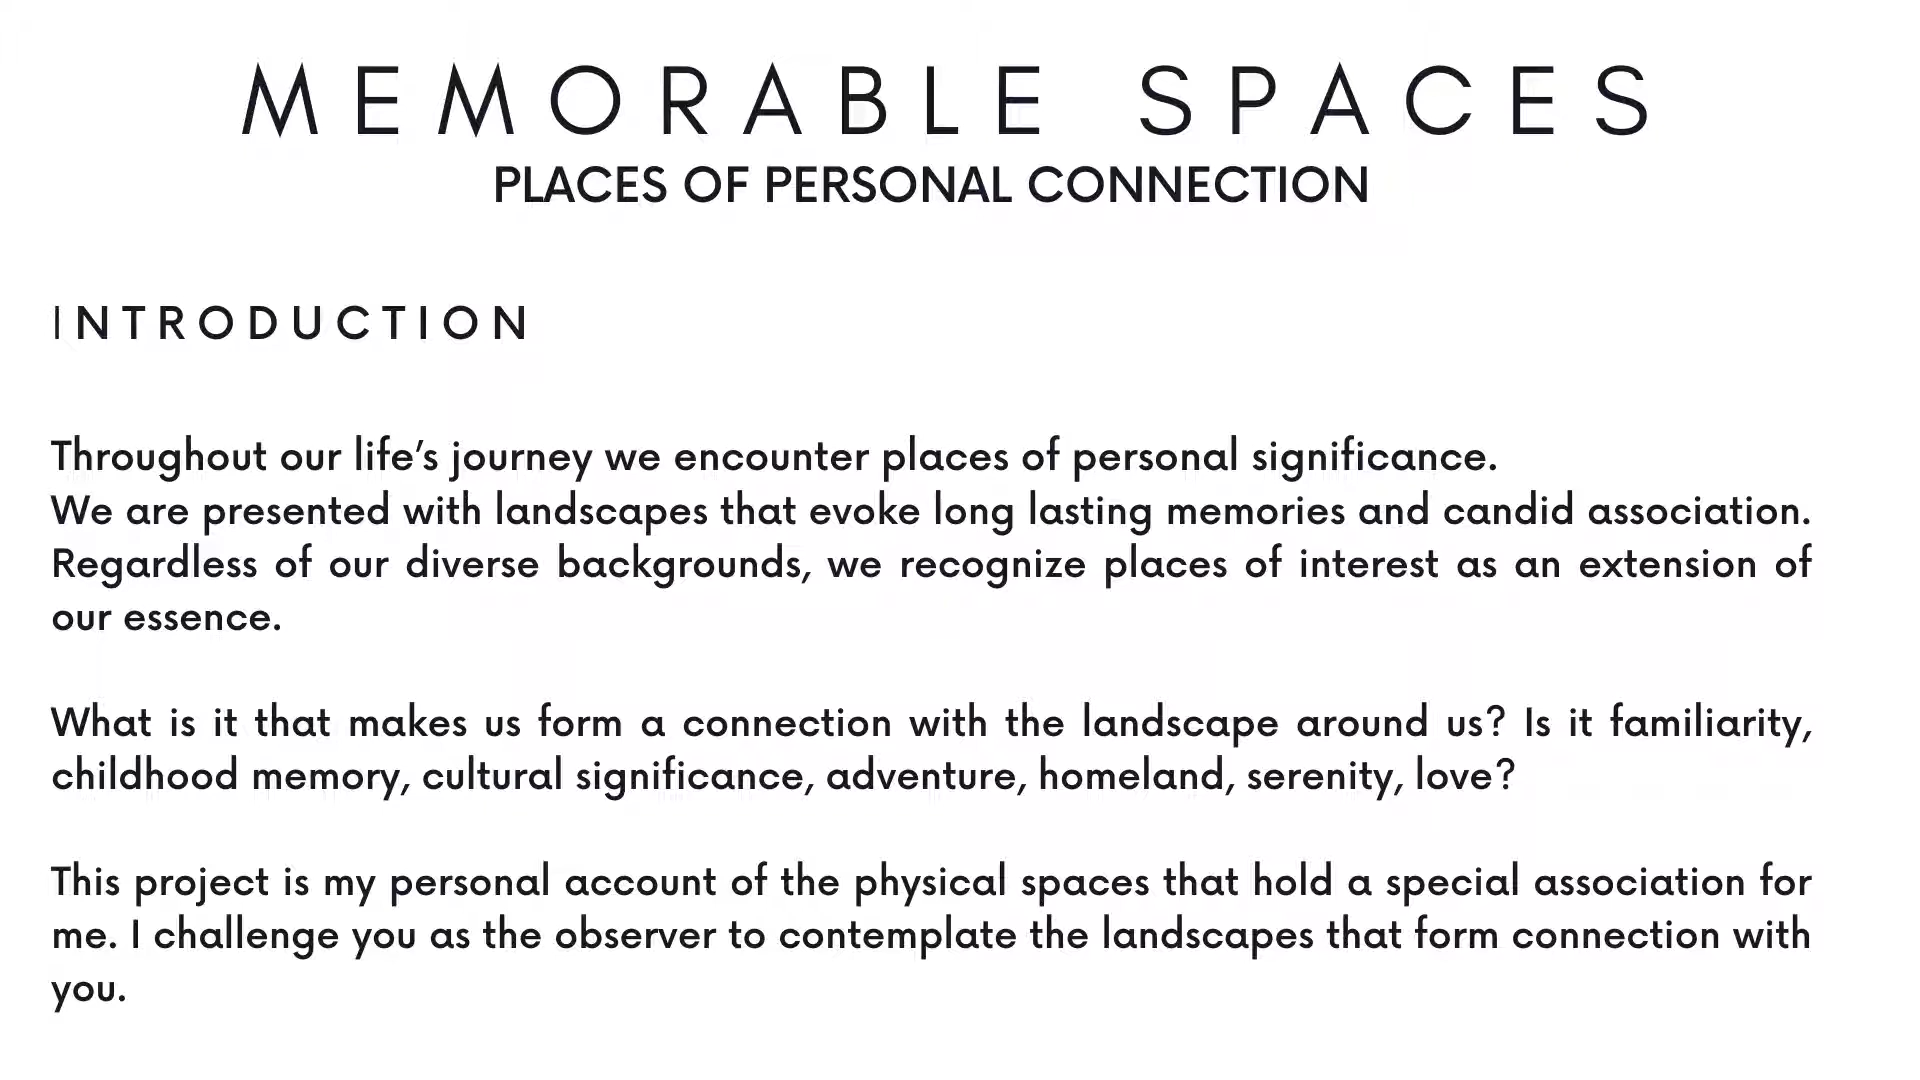 MEMORABLE SPACES
PLACES OF PERSONAL CONNECTION
INTRODUCTION
Throughout our life’s journey we encounter places of personal significance.
We are presented with landscapes that evoke long lasting memories and candid association.
Regardless of our diverse backgrounds, we recognize places of interest as an extension of
our essence.
What is it that makes us form a connection with the landscape around us? Is it familiarity,
childhood memory, cultural significance, adventure, homeland, serenity, love?
This project is my personal account of the physical spaces that hold a special association for
me. I challenge you as the observer to contemplate the landscapes that form connection with
you.